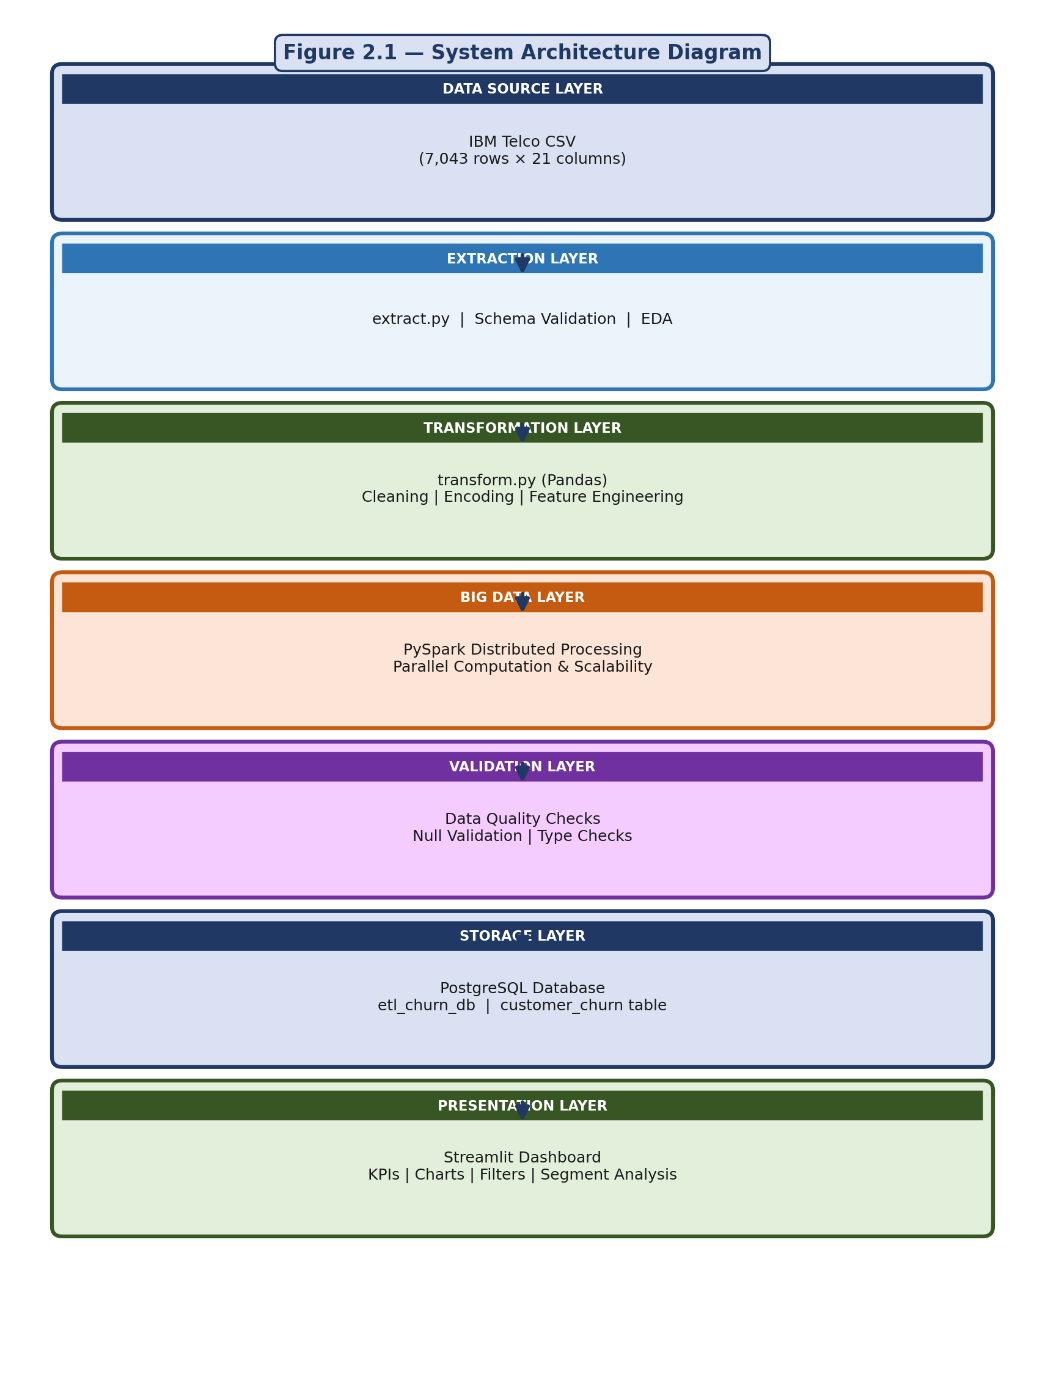 Figure 2.1 — System Architecture Diagram
DATA SOURCE LAYER
IBM Telco CSV
(7,043 rows × 21 columns)
EXTRACTION LAYER
extract.py | Schema Validation | EDA
TRANSFORMATION LAYER
transform.py (Pandas)
Cleaning | Encoding | Feature Engineering
BIG DATA LAYER
PySpark Distributed Processing
Parallel Computation & Scalability
VALIDATION LAYER
Data Quality Checks
Null Validation | Type Checks
STORAGE LAYER
PostgreSQL Database
etl_churn_db | customer_churn table
PRESENTATION LAYER
Streamlit Dashboard
KPIs | Charts | Filters | Segment Analysis